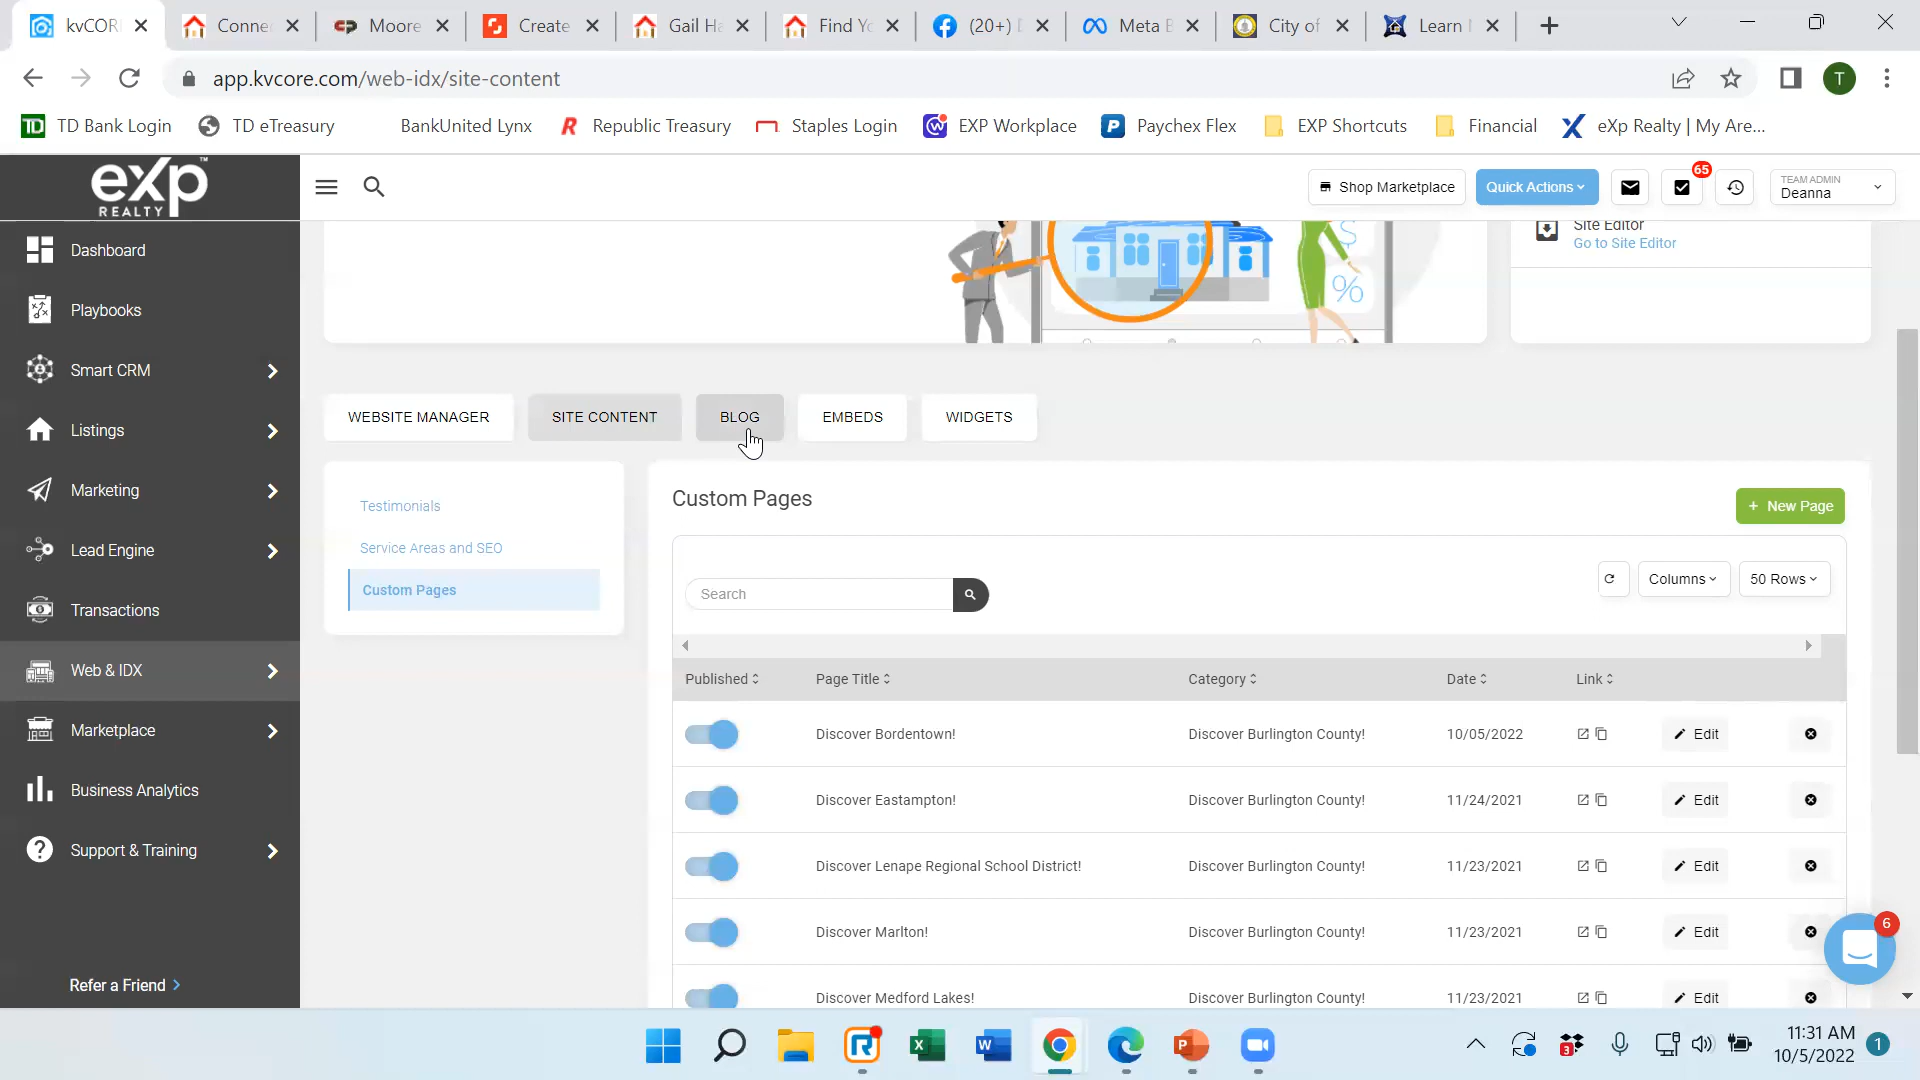 kvCORE
Conne
Moore
Create
Gail Ha
Find Yo
(20+)
Meta B
City of
Learn
app.kvcore.com/web-idx/site-content
T
TD Bank Login
TD eTreasury
BankUnited Lynx
Republic Treasury
Staples Login
EXP Workplace
Paychex Flex
EXP Shortcuts
Financial
eXp Realty | My Are...
eXp
REALTY
Shop Marketplace
Quick Actions
65
TEAM ADMIN
Deanna
Dashboard
Playbooks
Smart CRM
Listings
Marketing
Lead Engine
Transactions
Web & IDX
Marketplace
Business Analytics
Support & Training
Refer a Friend
$
%
Site Editor
Go to Site Editor
WEBSITE MANAGER
SITE CONTENT
BLOG
EMBEDS
WIDGETS
Testimonials
Service Areas and SEO
Custom Pages
Custom Pages
+ New Page
Search
Columns
50 Rows
Published Page Title Category Date Link
Discover Bordentown! Discover Burlington County! 10/05/2022 Edit
Discover Eastampton! Discover Burlington County! 11/24/2021 Edit
Discover Lenape Regional School District! Discover Burlington County! 11/23/2021 Edit
Discover Marlton! Discover Burlington County! 11/23/2021 Edit
Discover Medford Lakes! Discover Burlington County! 11/23/2021 Edit
6
3
11:31 AM
10/5/2022
1